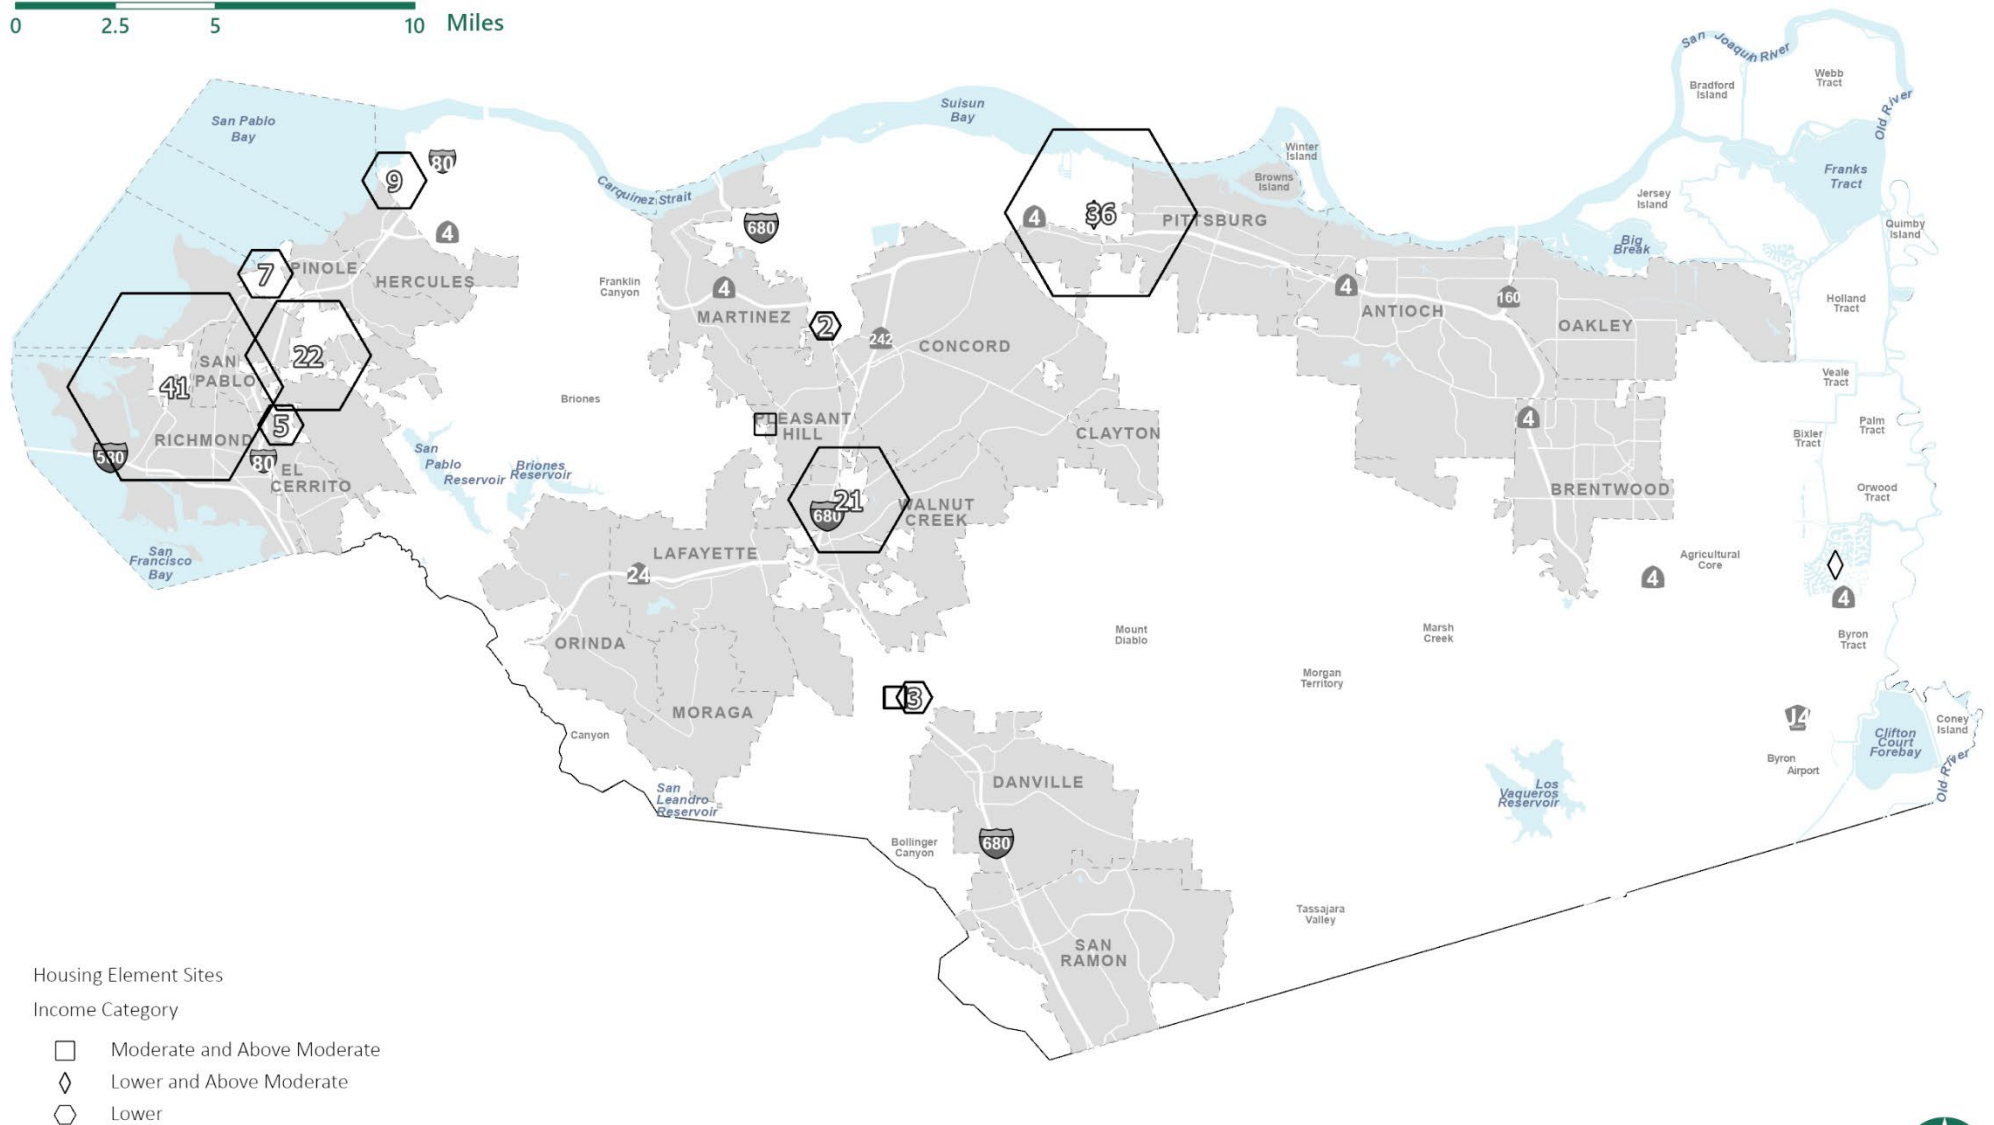 0 2.5 5 10 Miles
San Joaquin River
Webb
Tract
Bradford
Island
Old River
San Pablo
Bay
Suisun
Bay
Winter
Island
80
9
Franks
Tract
Browns
Island
Carquinez Strait
Jersey
Island
4
36
PITTSBURG
680
4
Quimby
Island
Big
Break
7
PINOLE
HERCULES
Franklin
Canyon
4
MARTINEZ
4
ANTIOCH
160
OAKLEY
Holland
Tract
2
242
CONCORD
22
SAN
PABLO
41
Veale
Tract
Briones
PLEASANT
HILL
CLAYTON
4
Palm
Tract
Bixler
Tract
5
RICHMOND
580
80
EL
CERRITO
San
Pablo
Reservoir
Briones
Reservoir
21
680
WALNUT
CREEK
BRENTWOOD
Orwood
Tract
San
Francisco
Bay
LAFAYETTE
24
Agricultural
Core
4
4
ORINDA
Mount
Diablo
Marsh
Creek
Byron
Tract
Morgan
Territory
3
MORAGA
Canyon
J4
Clifton
Court
Forebay
Coney
Island
Byron
Airport
Old River
DANVILLE
San
Leandro
Reservoir
Los
Vaqueros
Reservoir
Bollinger
Canyon
680
Tassajara
Valley
SAN
RAMON
Housing Element Sites
Income Category
Moderate and Above Moderate
Lower and Above Moderate
Lower